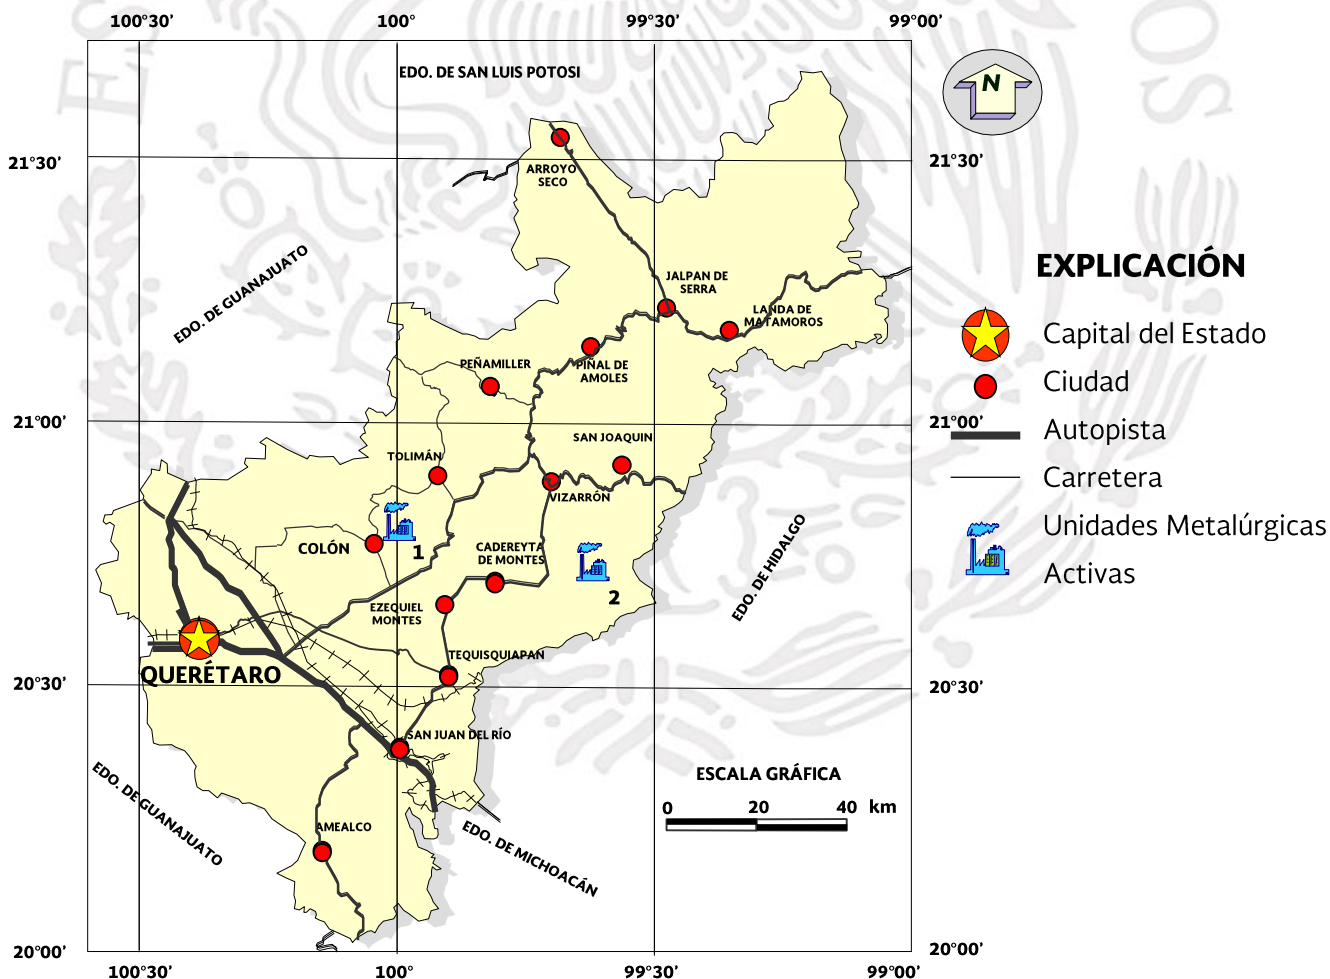 100°30’
100°
99°30’
99°00’
EDO. DE SAN LUIS POTOSI
N
21°30’
21°30’
ARROYO
SECO
EDO. DE GUANAJUATO
EXPLICACIÓN
JALPAN DE
SERRA
LANDA DE
MATAMOROS
Capital del Estado
PEÑAMILLER
PIÑAL DE
AMOLES
Ciudad
21°00’
21°00’
Autopista
SAN JOAQUIN
TOLIMÁN
Carretera
VIZARRÓN
Unidades Metalúrgicas
Activas
COLÓN
1
CADEREYTA
DE MONTES
EDO. DE HIDALGO
2
EZEQUIEL
MONTES
TEQUISQUIAPAN
QUERÉTARO
20°30’
20°30’
SAN JUAN DEL RÍO
ESCALA GRÁFICA
0 20 40 km
EDO. DE GUANAJUATO
AMEALCO
EDO. DE MICHOACÁN
20°00’
20°00’
100°30’
100°
99°30’
99°00’